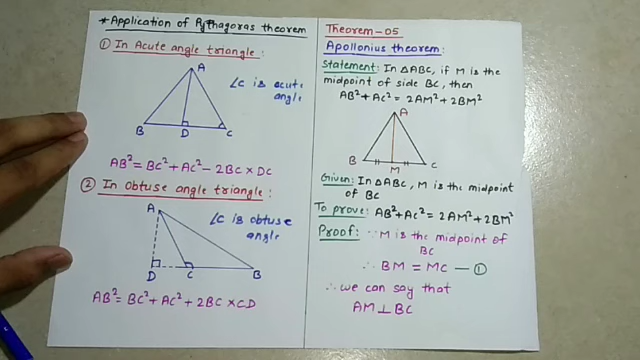 *Application of Pythagoras theorem
① In Acute angle triangle:
A
∠C is acute
angle
B
D
C
AB² = BC² + AC² - 2BC × DC
② In Obtuse angle triangle:
A
∠C is obtuse
angle
D
C
B
AB² = BC² + AC² + 2BC × CD
Theorem-05
Apollonius theorem:
Statement: In △ABC, if M is the
midpoint of side BC, then
AB² + AC² = 2AM² + 2BM²
A
B
M
C
Given: In △ABC, M is the midpoint
of BC
To prove: AB² + AC² = 2AM² + 2BM²
Proof: ∵ M is the midpoint of
BC
∴ BM = MC — ①
∴ we can say that
AM ⊥ BC